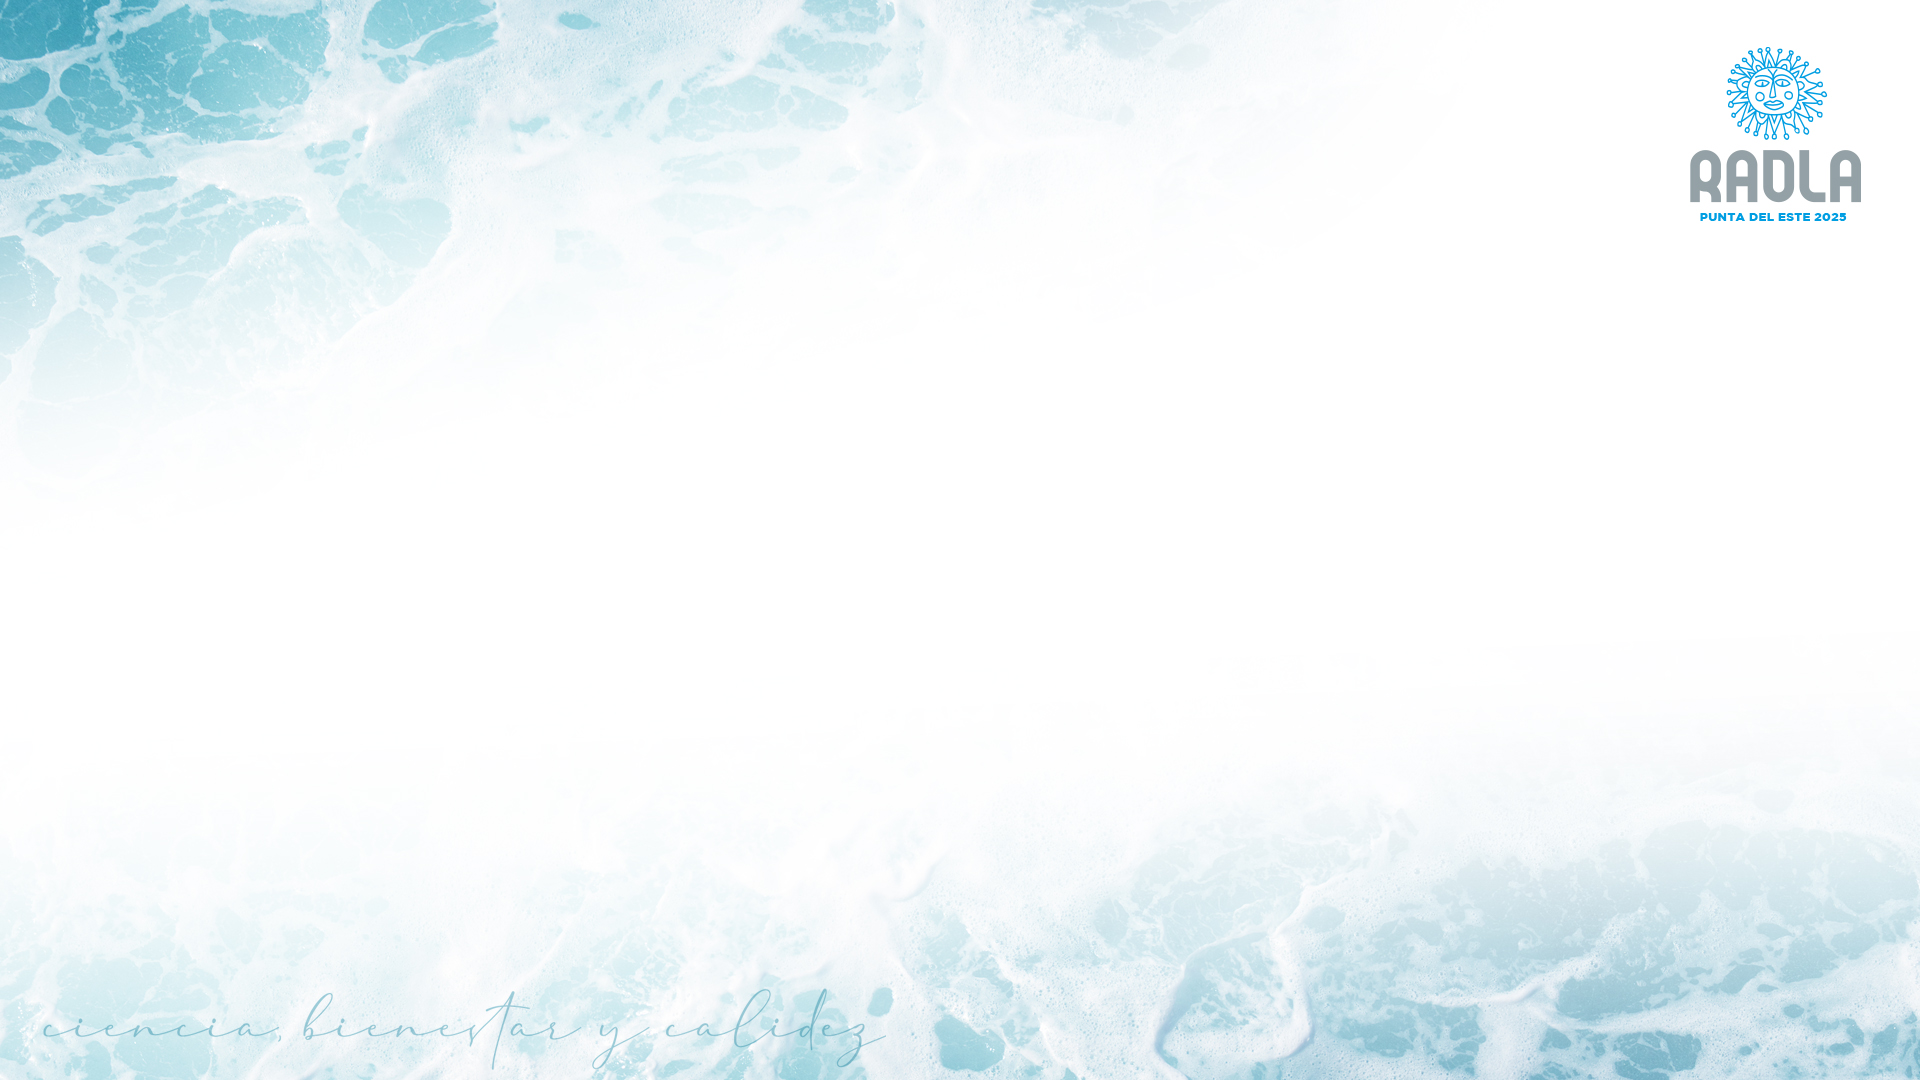 RADLA
PUNTA DEL ESTE 2025
ciencia, bienestar y calidez